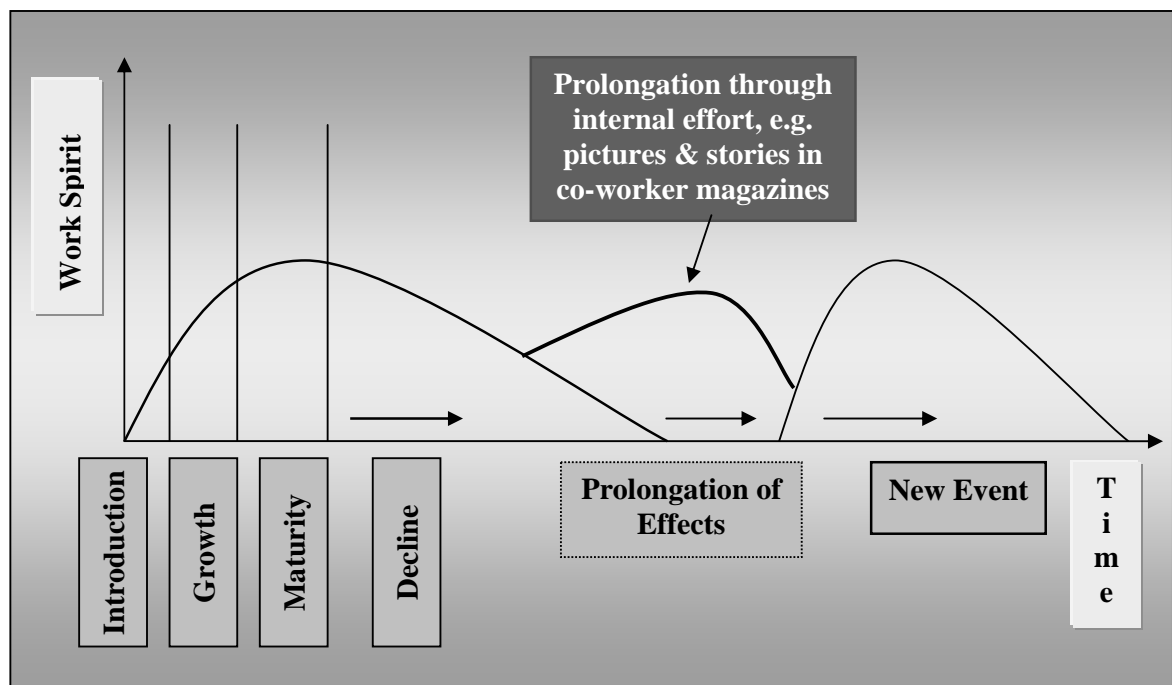 Work Spirit
Prolongation through
internal effort, e.g.
pictures & stories in
co-worker magazines
Introduction
Growth
Maturity
Decline
Prolongation of
Effects
New Event
T
i
m
e